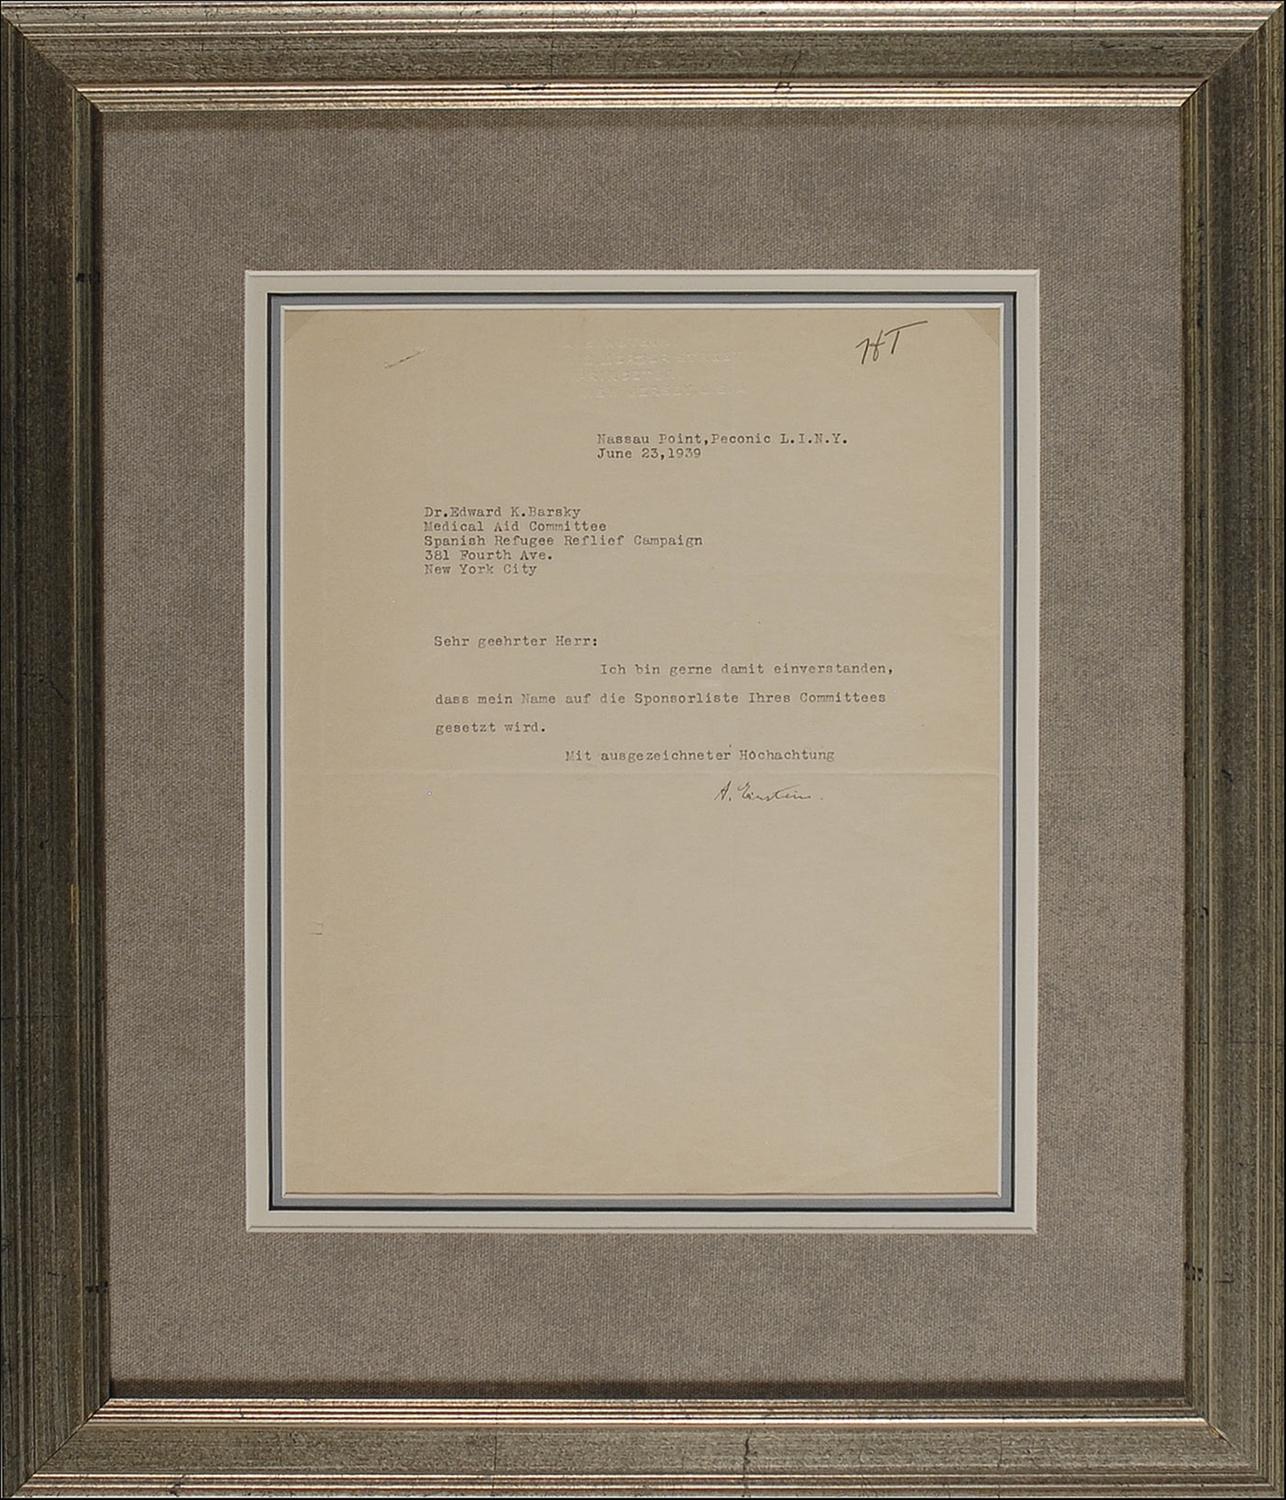 HT
Nassau Point,Peconic L.I.N.Y.
June 23,1939
Dr.Edward K.Barsky
Medical Aid Committee
Spanish Refugee Reflief Campaign
381 Fourth Ave.
New York City
Sehr geehrter Herr:
Ich bin gerne damit einverstanden,
dass mein Name auf die Sponsorliste Ihres Committees
gesetzt wird.
Mit ausgezeichneter Hochachtung
A. Einstein.